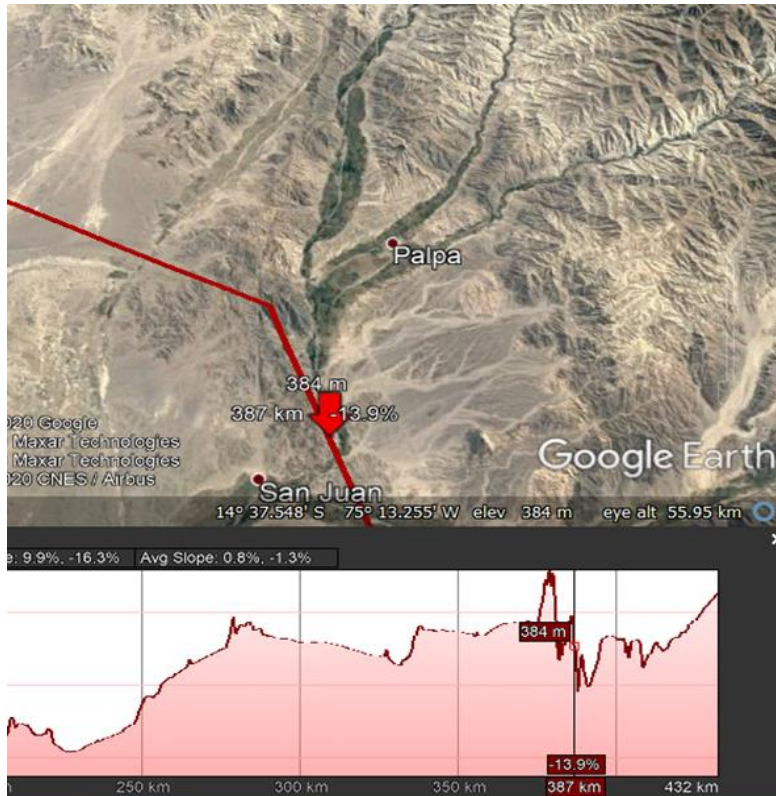 Palpa
384 m
387 km -13.9%
020 Google
Maxar Technologies
Maxar Technologies
020 CNES / Airbus
Google Earth
San Juan
14° 37.548' S 75° 13.255' W elev 384 m eye alt 55.95 km
e: 9.9%, -16.3% Avg Slope: 0.8%, -1.3%
384 m
-13.9%
250 km 300 km 350 km 387 km 432 km